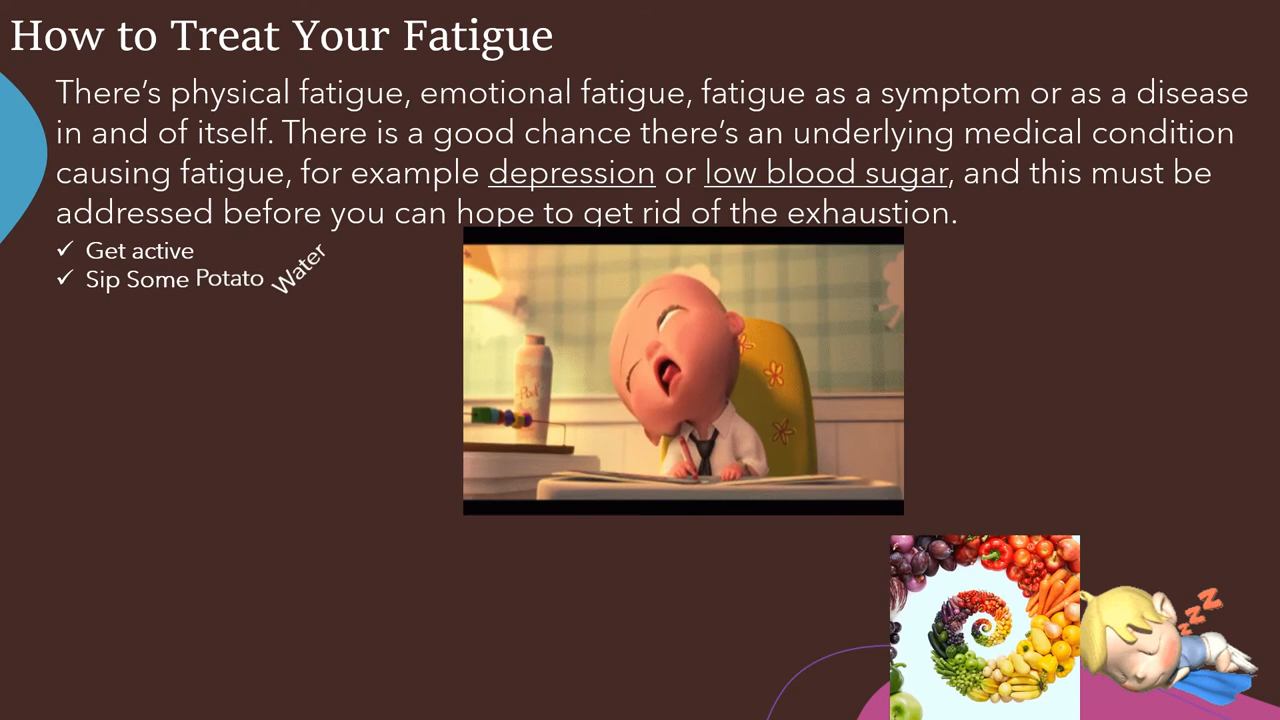 How to Treat Your Fatigue
There’s physical fatigue, emotional fatigue, fatigue as a symptom or as a disease
in and of itself. There is a good chance there’s an underlying medical condition
causing fatigue, for example depression or low blood sugar, and this must be
addressed before you can hope to get rid of the exhaustion.
✓ Get active
✓ Sip Some Potato Water
zzz